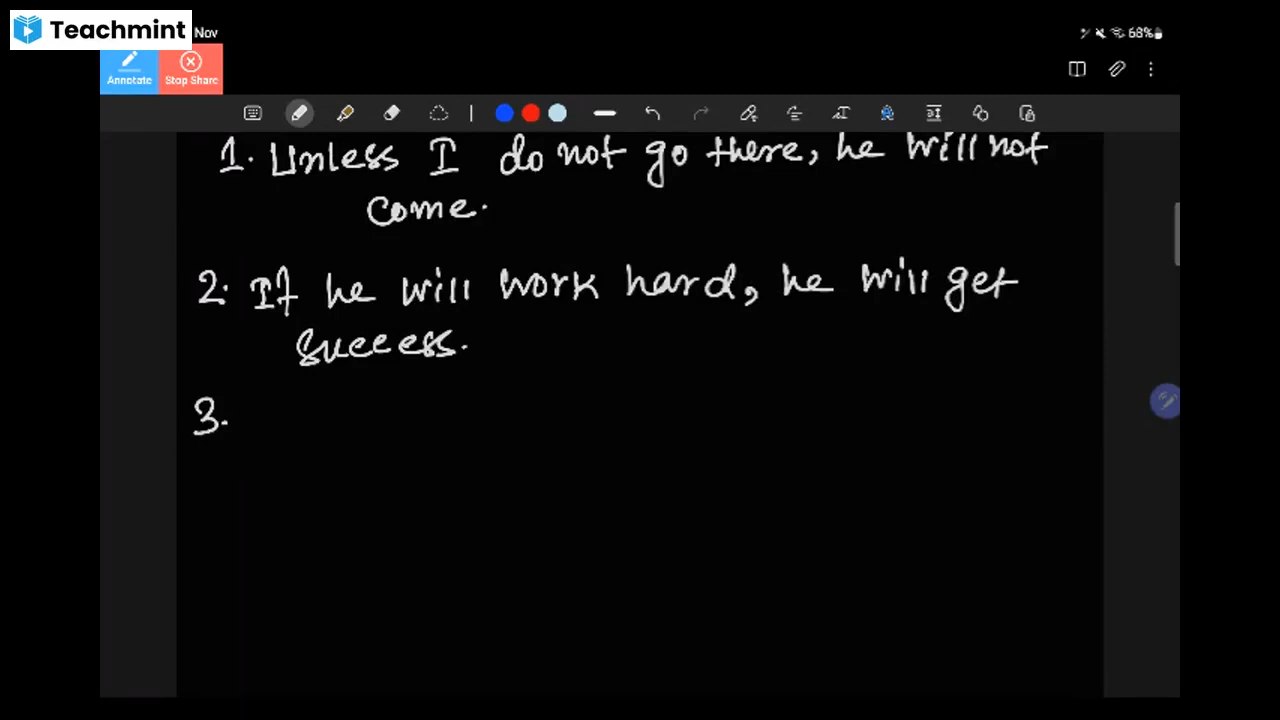 Teachmint
Nov
68%
Annotate
Stop Share
1. Unless I do not go there, he will not
come.
2. If he will work hard, he will get
success.
3.